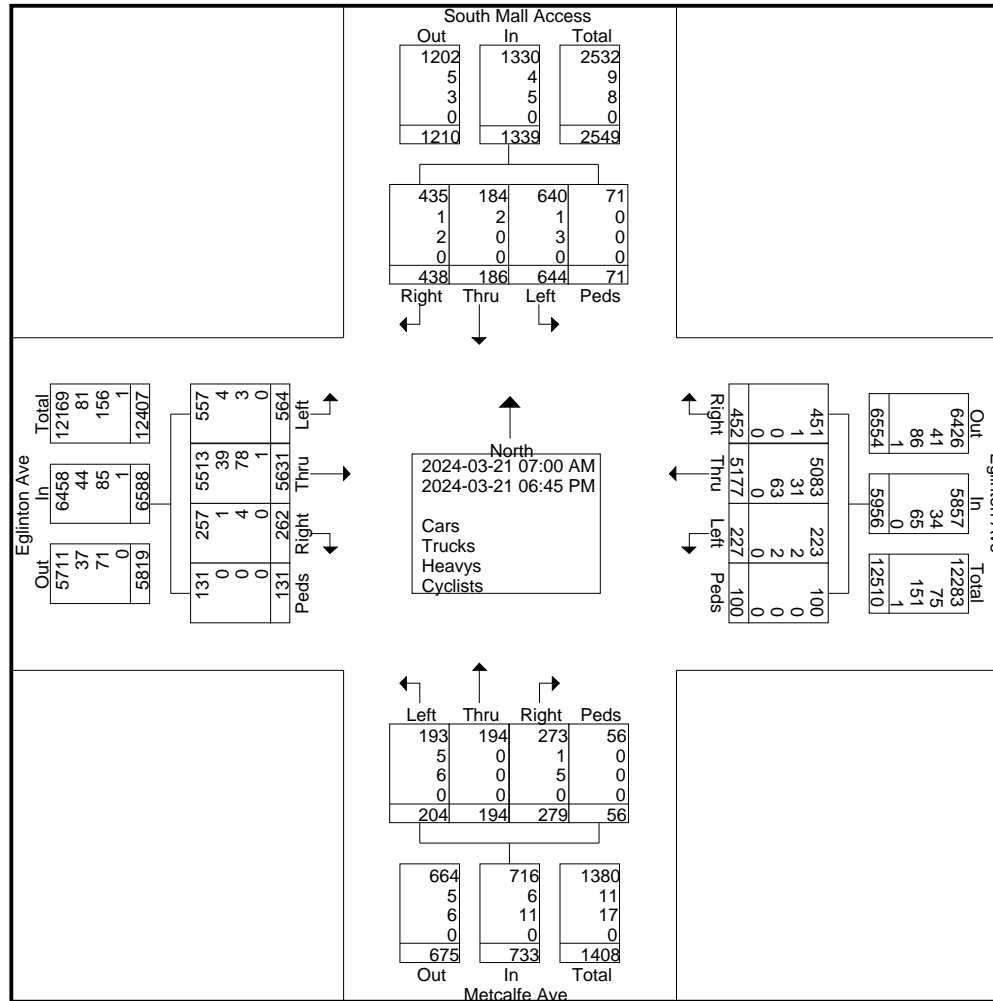 South Mall Access
Out In Total
1202 1330 2532
5 4 9
3 5 8
0 0 0
1210 1339 2549
435 184 640 71
1 2 1 0
2 0 3 0
0 0 0 0
438 186 644 71
Right Thru Left Peds
Eglinton Ave
Total
12169
81
156
1
12407
In
6458
44
85
1
6588
Out
5711
37
71
0
5819
557 4 3 0 564 Left
5513 39 78 1 5631 Thru
257 1 4 0 262 Right
131 0 0 0 131 Peds
North
2024-03-21 07:00 AM
2024-03-21 06:45 PM
Cars
Trucks
Heavys
Cyclists
Right 452 0 0 1 451
Thru 5177 0 63 31 5083
Left 227 0 2 2 223
Peds 100 0 0 0 100
Eglinton Ave
Out
6426
41
86
1
6554
In
5857
34
65
0
5956
Total
12283
75
151
1
12510
Left Thru Right Peds
193 194 273 56
5 0 1 0
6 0 5 0
0 0 0 0
204 194 279 56
664 716 1380
5 6 11
6 11 17
0 0 0
675 733 1408
Out In Total
Metcalfe Ave